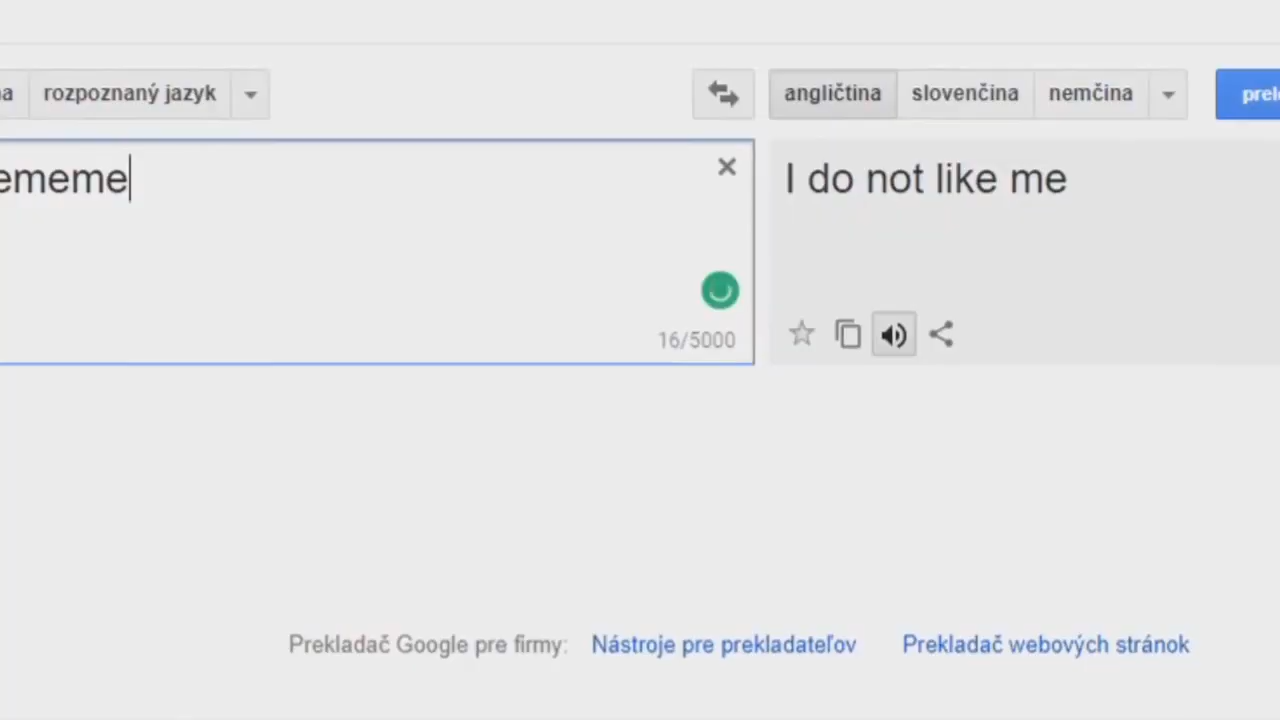 a rozpoznaný jazyk angličtina slovenčina nemčina prel
ememe I do not like me
16/5000
Prekladač Google pre firmy: Nástroje pre prekladateľov Prekladač webových stránok